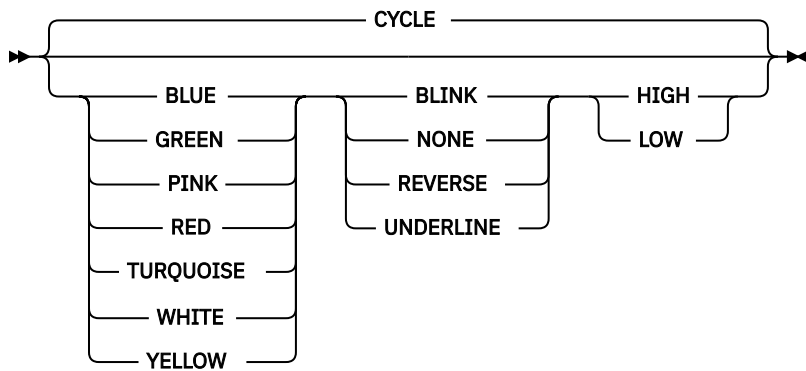 CYCLE
BLUE BLINK HIGH
GREEN NONE LOW
PINK REVERSE
RED UNDERLINE
TURQUOISE
WHITE
YELLOW